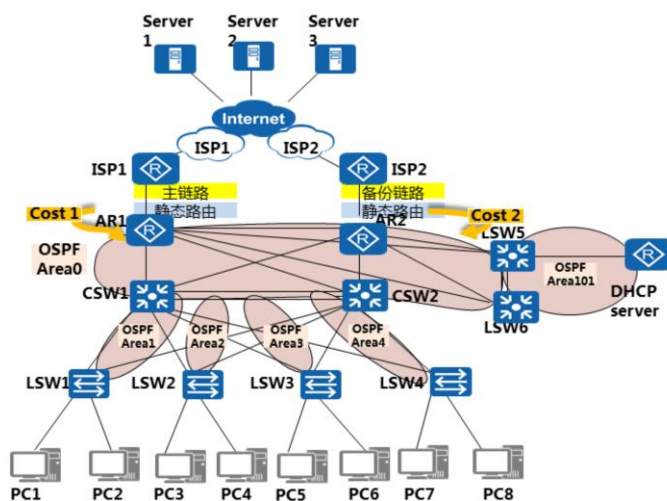 Server
1
Server
2
Server
3
Internet
ISP1
ISP2
ISP1
ISP2
主链路
备份链路
静态路由
静态路由
Cost 1
Cost 2
AR1
AR2
OSPF
Area0
LSW5
OSPF
Area101
DHCP
server
CSW1
CSW2
LSW6
OSPF
Area1
OSPF
Area2
OSPF
Area3
OSPF
Area4
LSW1
LSW2
LSW3
LSW4
PC1
PC2
PC3
PC4
PC5
PC6
PC7
PC8
R
R
R
R
R